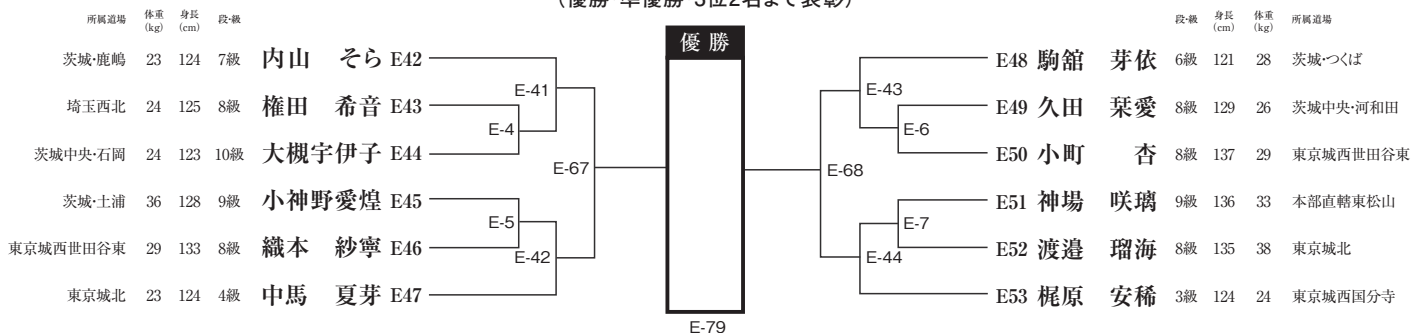 (優勝・準優勝・3位2名まで表彰)
所属道場 体重(kg) 身長(cm) 段・級
優勝
段・級 身長(cm) 体重(kg) 所属道場
茨城・鹿嶋 23 124 7級 内山 そら E42
E48 駒舘 芽依 6級 121 28 茨城・つくば
E-41
E-43
埼玉西北 24 125 8級 権田 希音 E43
E49 久田 栞愛 8級 129 26 茨城中央・河和田
E-4
E-6
茨城中央・石岡 24 123 10級 大槻宇伊子 E44
E50 小町 杏 8級 137 29 東京城西世田谷東
E-67
E-68
茨城・土浦 36 128 9級 小神野愛煌 E45
E51 神場 咲璃 9級 136 33 本部直轄東松山
E-5
E-7
東京城西世田谷東 29 133 8級 織本 紗寧 E46
E52 渡邉 瑠海 8級 135 38 東京城北
E-42
E-44
東京城北 23 124 4級 中馬 夏芽 E47
E53 梶原 安稀 3級 124 24 東京城西国分寺
E-79